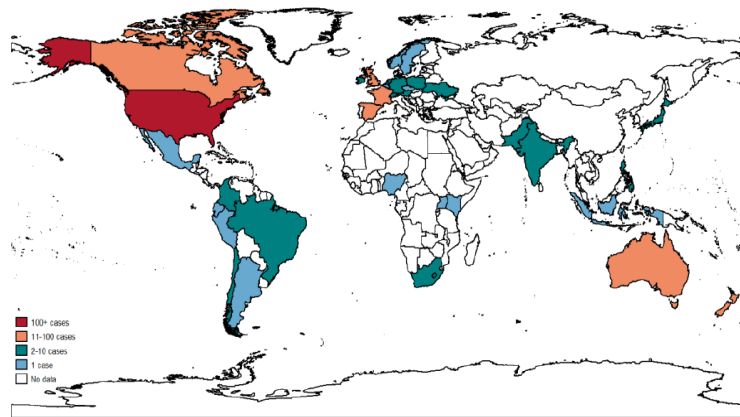 100+ cases
11-100 cases
2-10 cases
1 case
No data